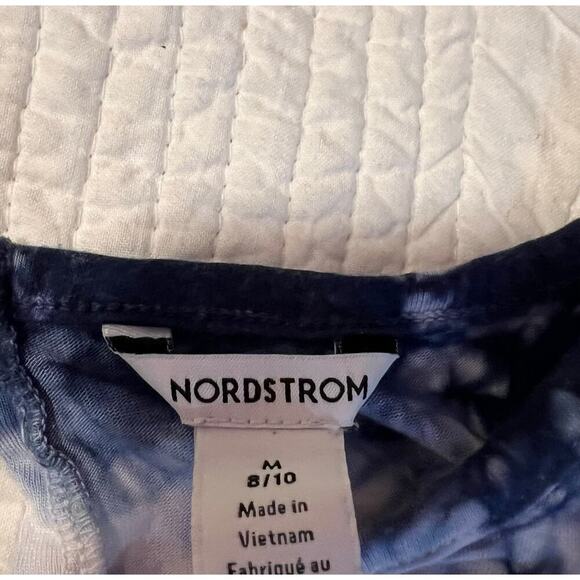 NORDSTROM
M
8/10
Made in
Vietnam
Fabriqué au